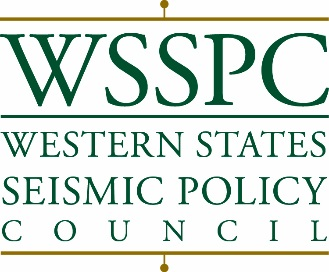 WSSPC
WESTERN STATES
SEISMIC POLICY
COUNCIL